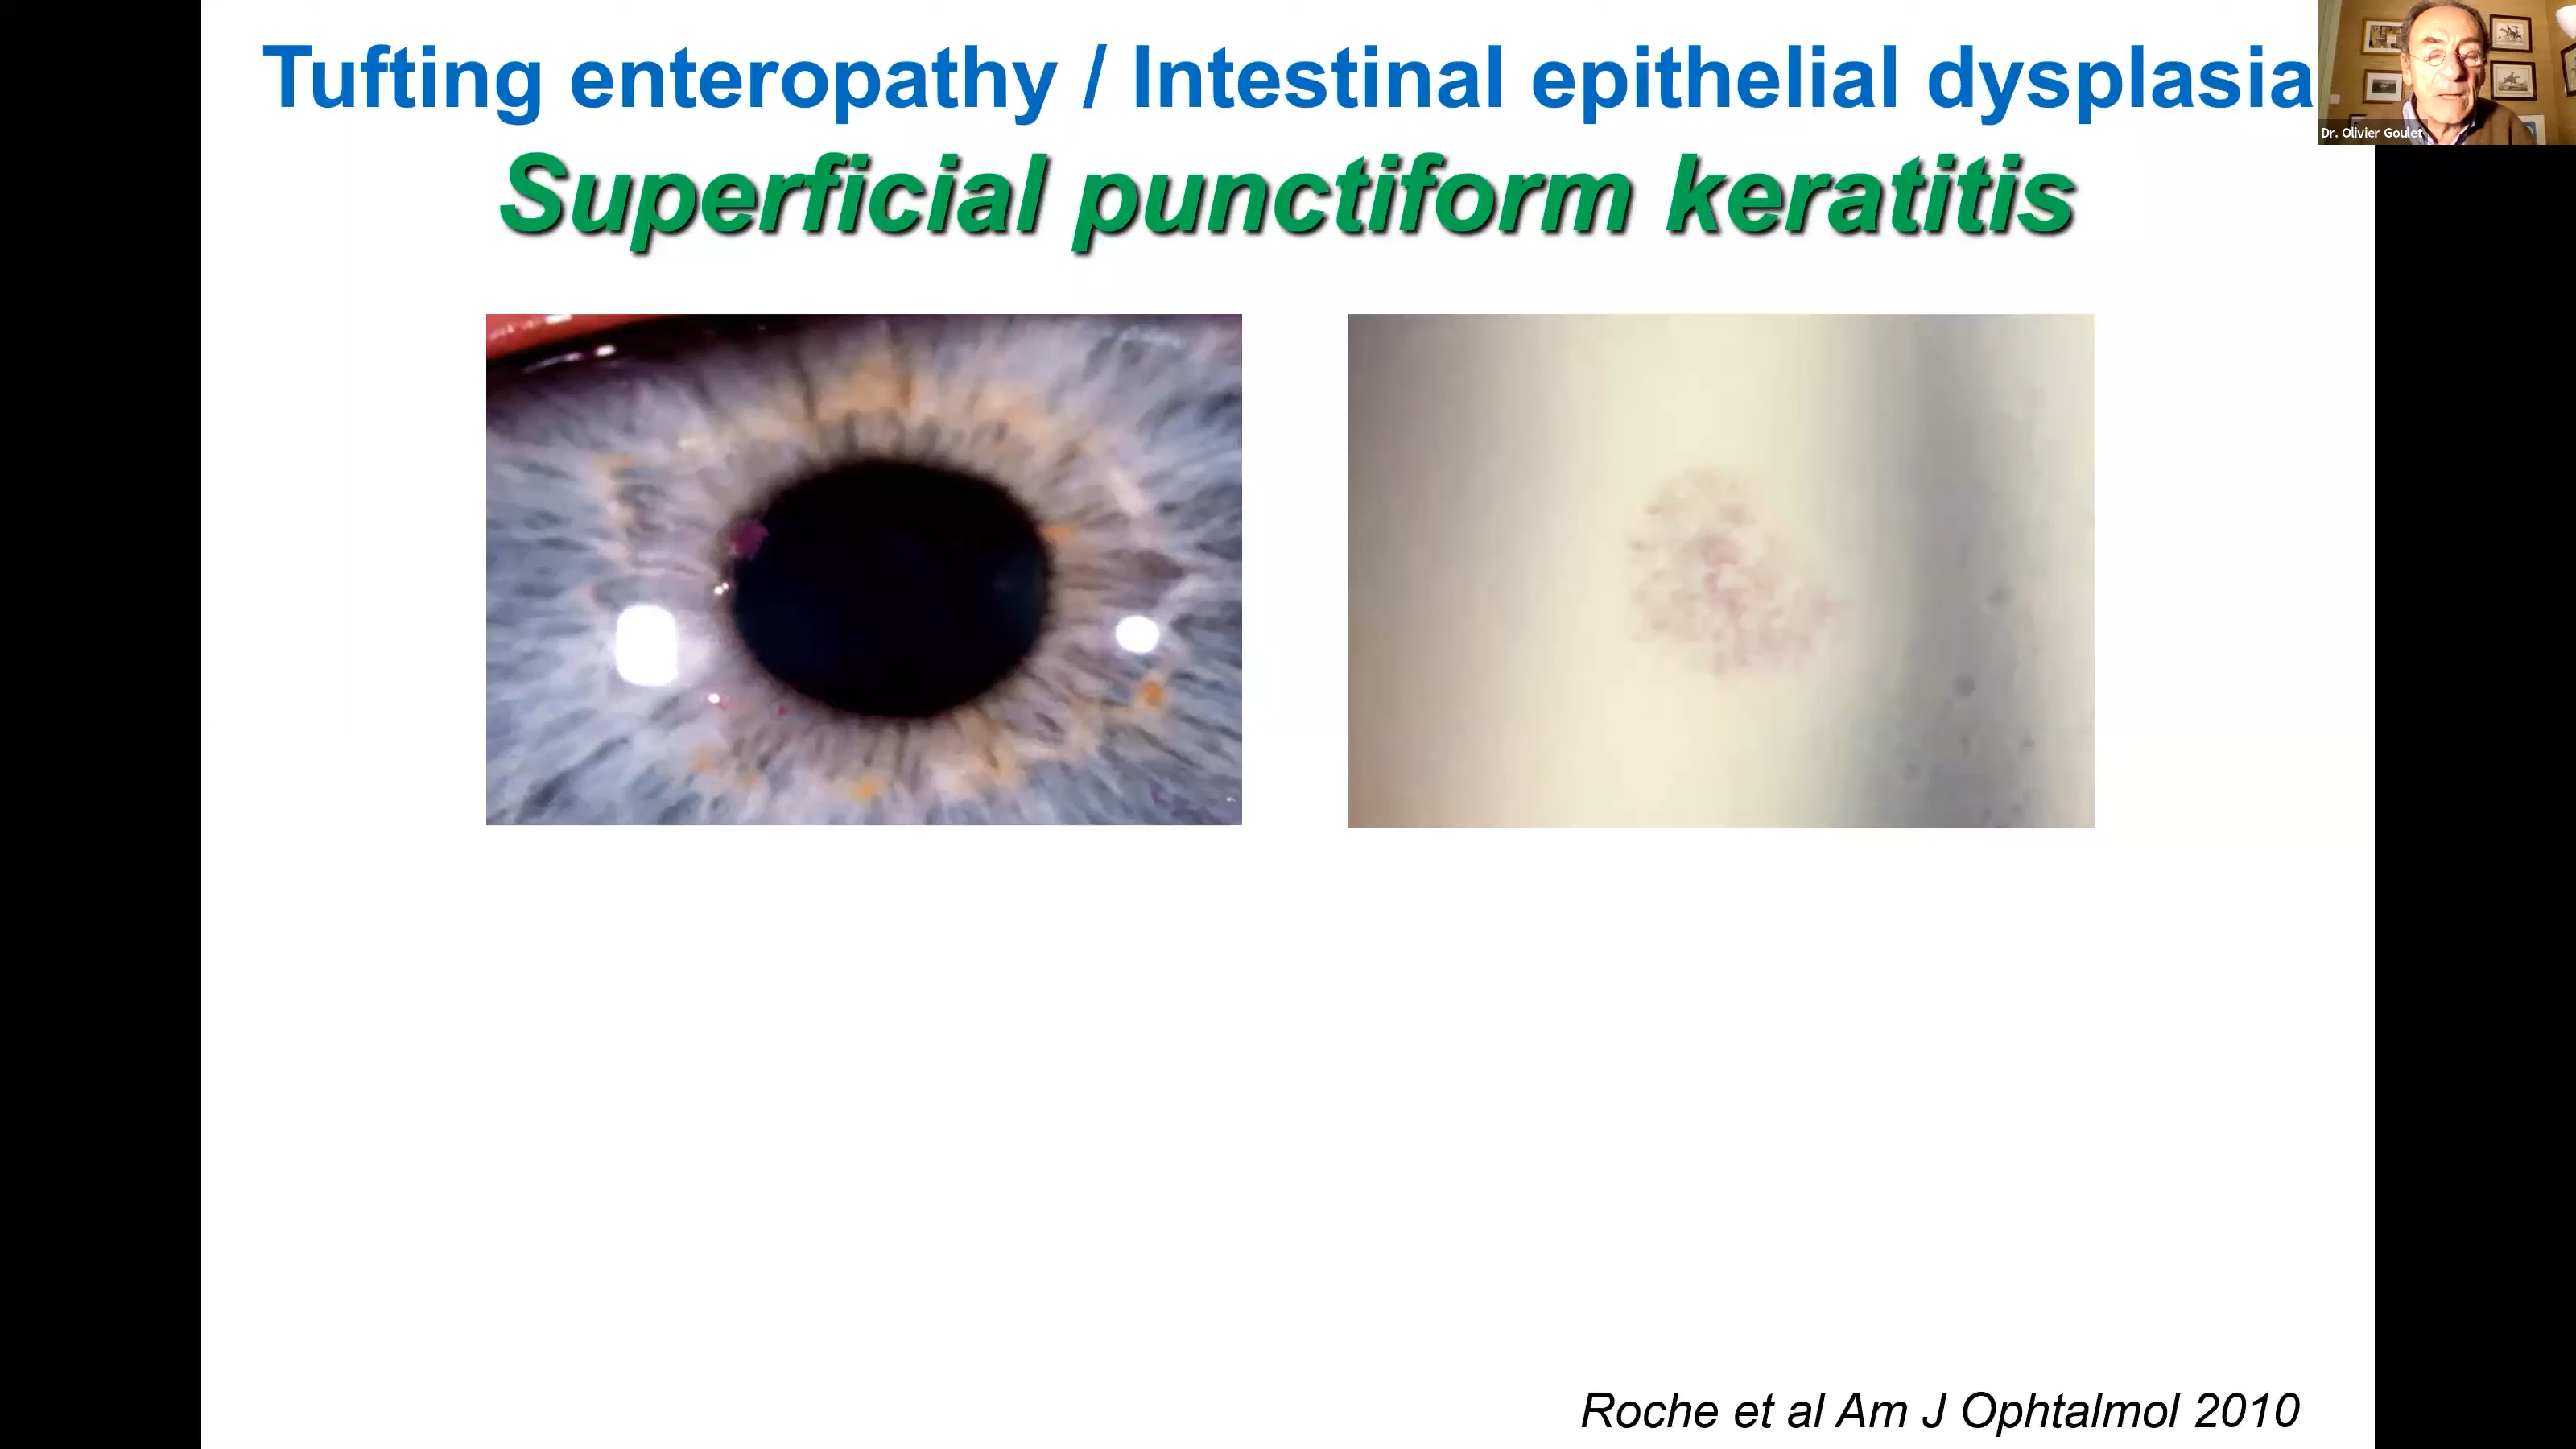 Tufting enteropathy / Intestinal epithelial dysplasia
Dr. Olivier Goulet
Superficial punctiform keratitis
Roche et al Am J Ophtalmol 2010